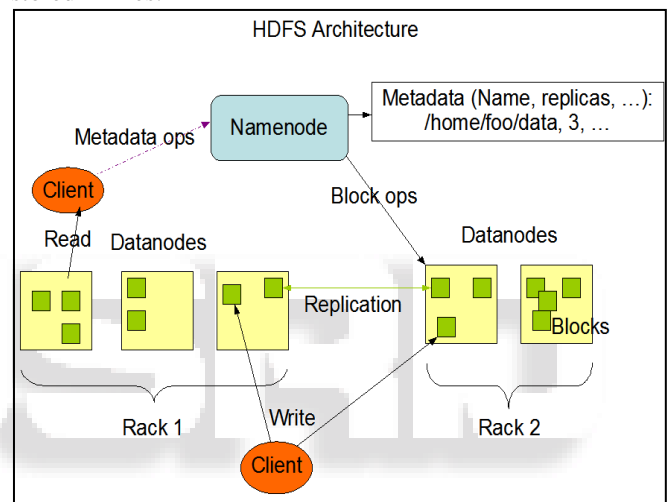 HDFS Architecture
Metadata (Name, replicas, …):
/home/foo/data, 3, …
Namenode
Metadata ops
Client
Block ops
Read
Datanodes
Datanodes
Replication
Blocks
Rack 1
Write
Rack 2
Client